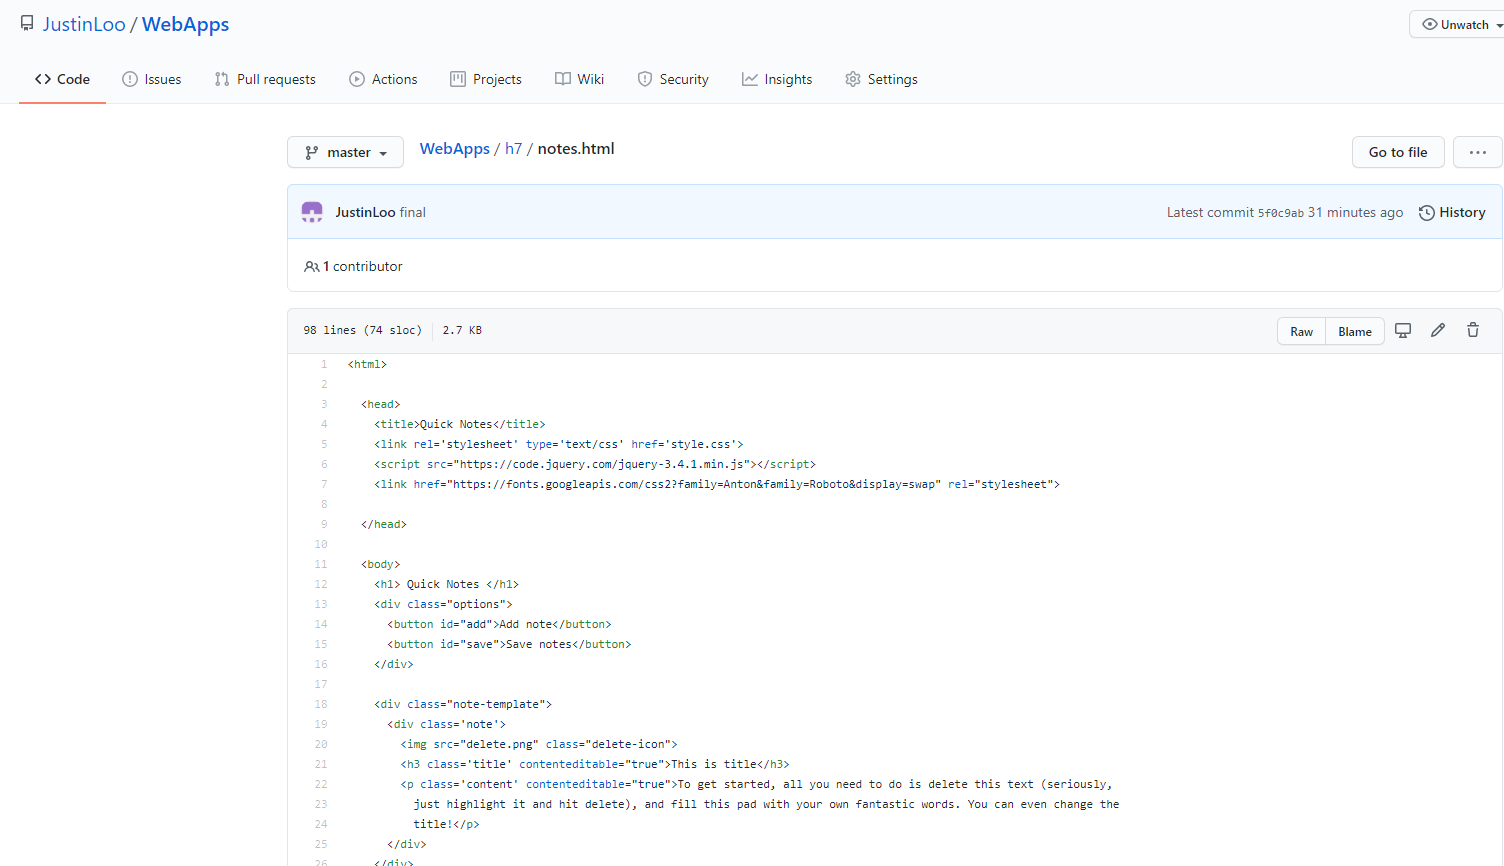 JustinLoo / WebApps
Unwatch
Code Issues Pull requests Actions Projects Wiki Security Insights Settings
master
WebApps / h7 / notes.html
Go to file
...
JustinLoo final
Latest commit 5f0c9ab 31 minutes ago History
1 contributor
98 lines (74 sloc) 2.7 KB
Raw Blame
1 <html>
2
3 <head>
4 <title>Quick Notes</title>
5 <link rel='stylesheet' type='text/css' href='style.css'>
6 <script src="https://code.jquery.com/jquery-3.4.1.min.js"></script>
7 <link href="https://fonts.googleapis.com/css2?family=Anton&family=Roboto&display=swap" rel="stylesheet">
8
9 </head>
10
11 <body>
12 <h1> Quick Notes </h1>
13 <div class="options">
14 <button id="add">Add note</button>
15 <button id="save">Save notes</button>
16 </div>
17
18 <div class="note-template">
19 <div class='note'>
20 <img src="delete.png" class="delete-icon">
21 <h3 class='title' contenteditable="true">This is title</h3>
22 <p class='content' contenteditable="true">To get started, all you need to do is delete this text (seriously,
23 just highlight it and hit delete), and fill this pad with your own fantastic words. You can even change the
24 title!</p>
25 </div>
26 </div>